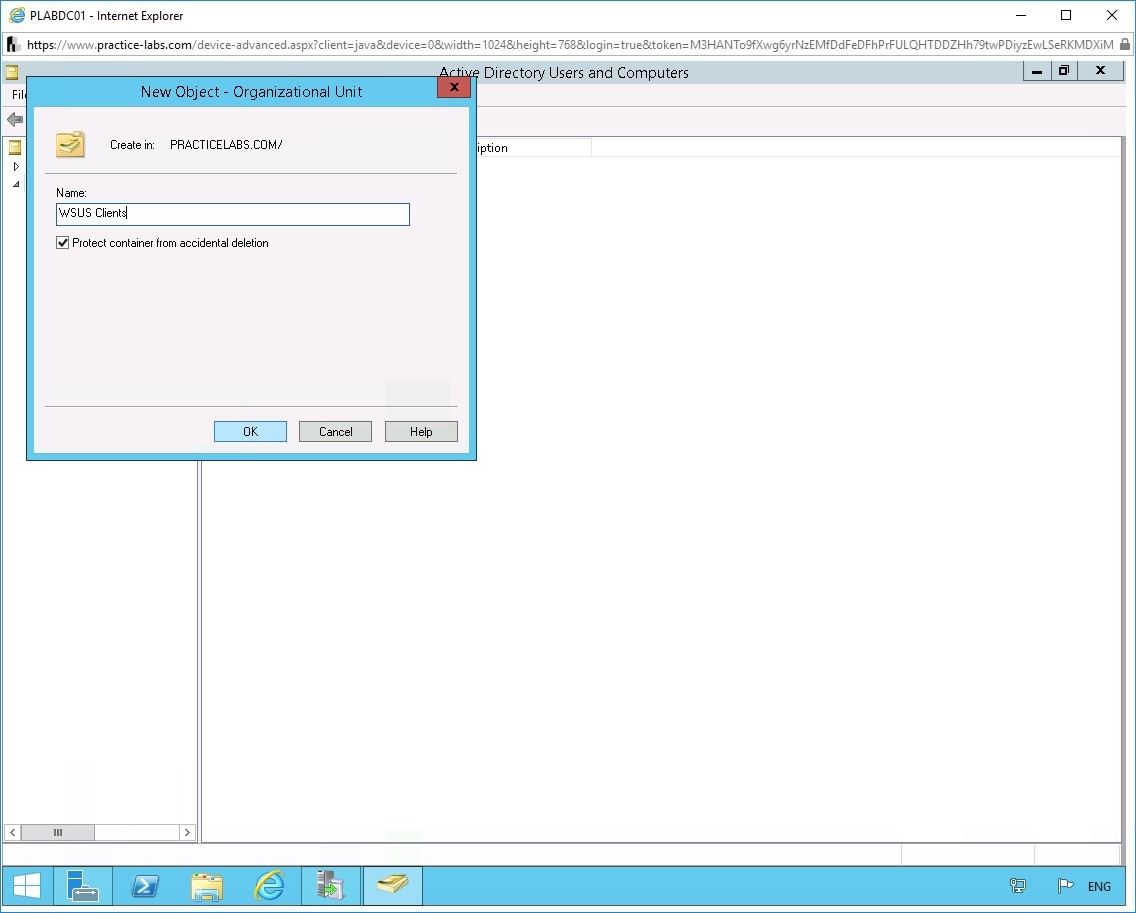 PLABDC01 - Internet Explorer
https://www.practice-labs.com/device-advanced.aspx?client=java&device=0&width=1024&height=768&login=true&token=M3HANTo9fXwg6yrNzEMfDdFeDFhPrFULQHTDDZHh79twPDiyzEwLSeRKMDXiM
Active Directory Users and Computers
New Object - Organizational Unit
Create in: PRACTICELABS.COM/
iption
Name:
WSUS Clients
Protect container from accidental deletion
OK Cancel Help
ENG